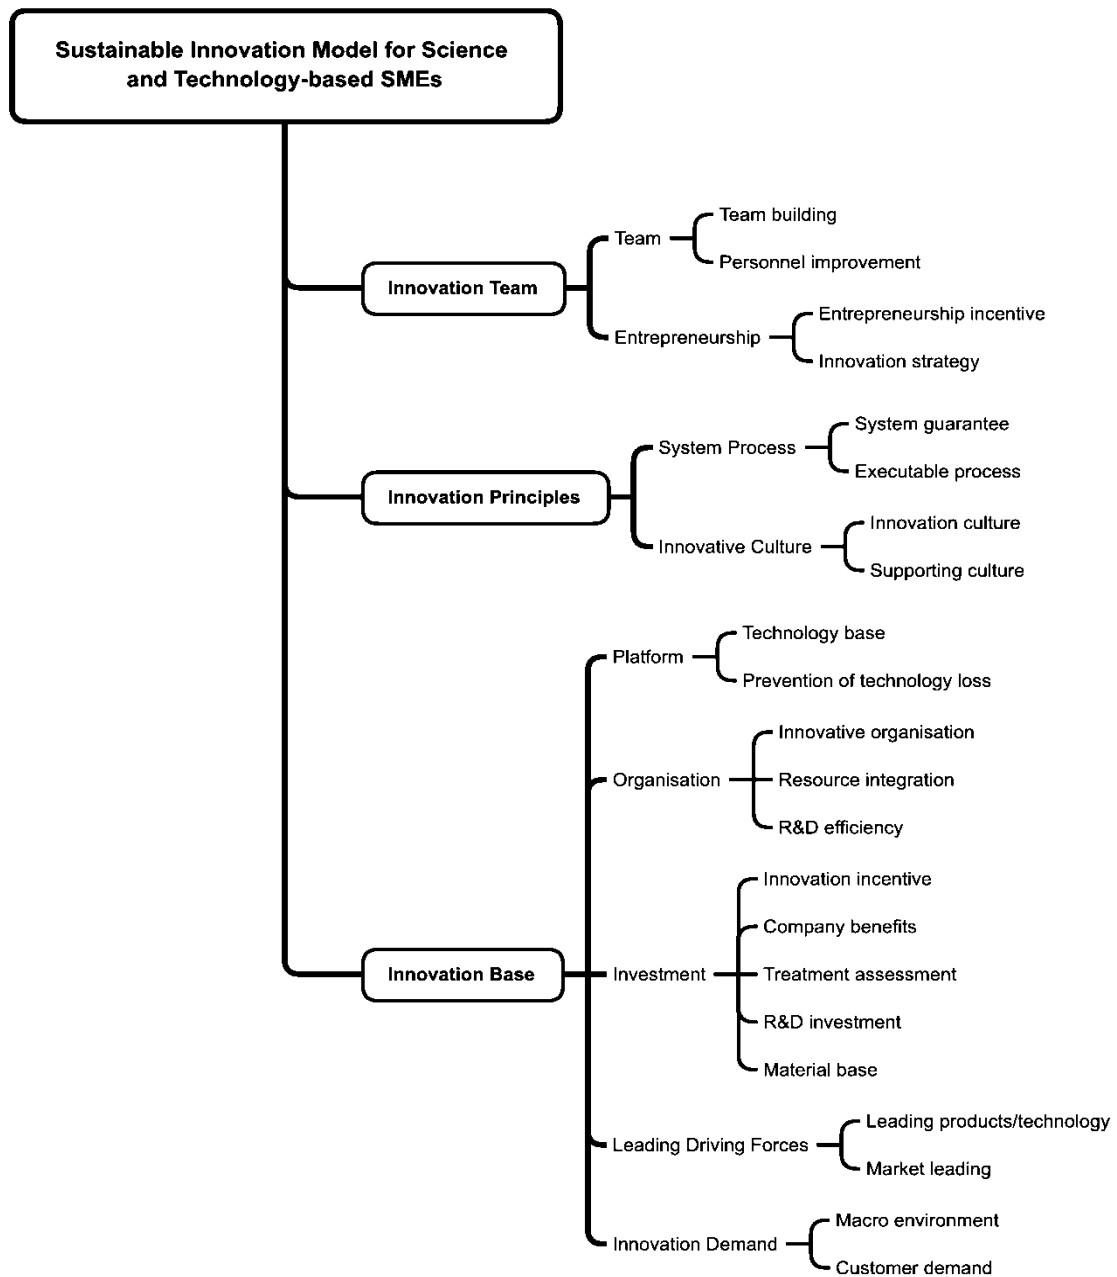 Sustainable Innovation Model for Science
and Technology-based SMEs
Innovation Team
Team
Team building
Personnel improvement
Entrepreneurship
Entrepreneurship incentive
Innovation strategy
Innovation Principles
System Process
System guarantee
Executable process
Innovative Culture
Innovation culture
Supporting culture
Innovation Base
Platform
Technology base
Prevention of technology loss
Organisation
Innovative organisation
Resource integration
R&D efficiency
Investment
Innovation incentive
Company benefits
Treatment assessment
R&D investment
Material base
Leading Driving Forces
Leading products/technology
Market leading
Innovation Demand
Macro environment
Customer demand